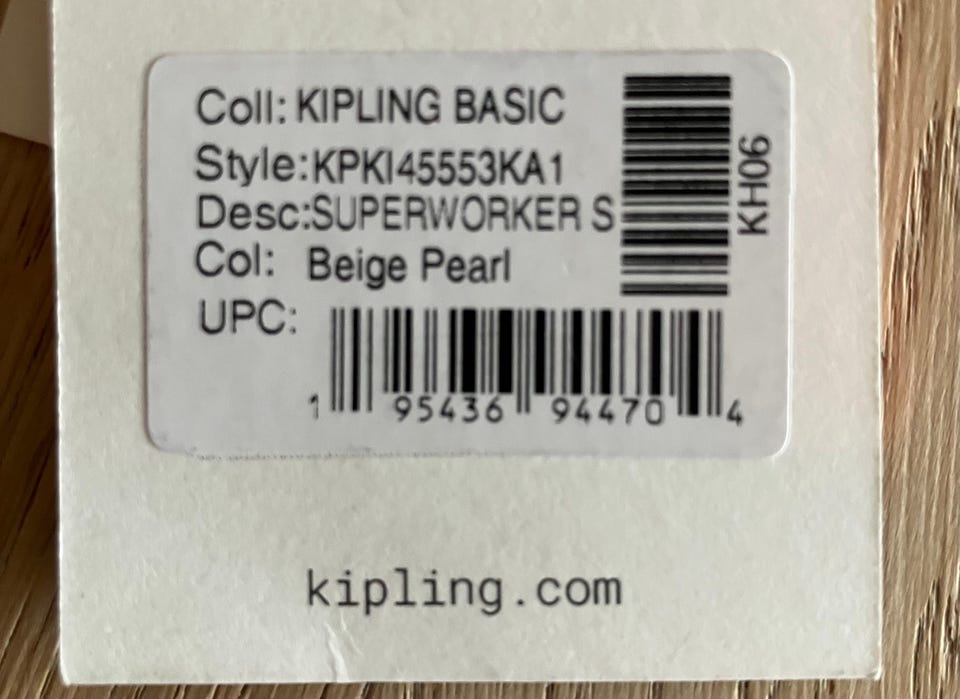 Coll: KIPLING BASIC
Style:KPKI45553KA1
Desc:SUPERWORKER S
Col: Beige Pearl
UPC:
1 95436 94470 4
KH06
kipling.com